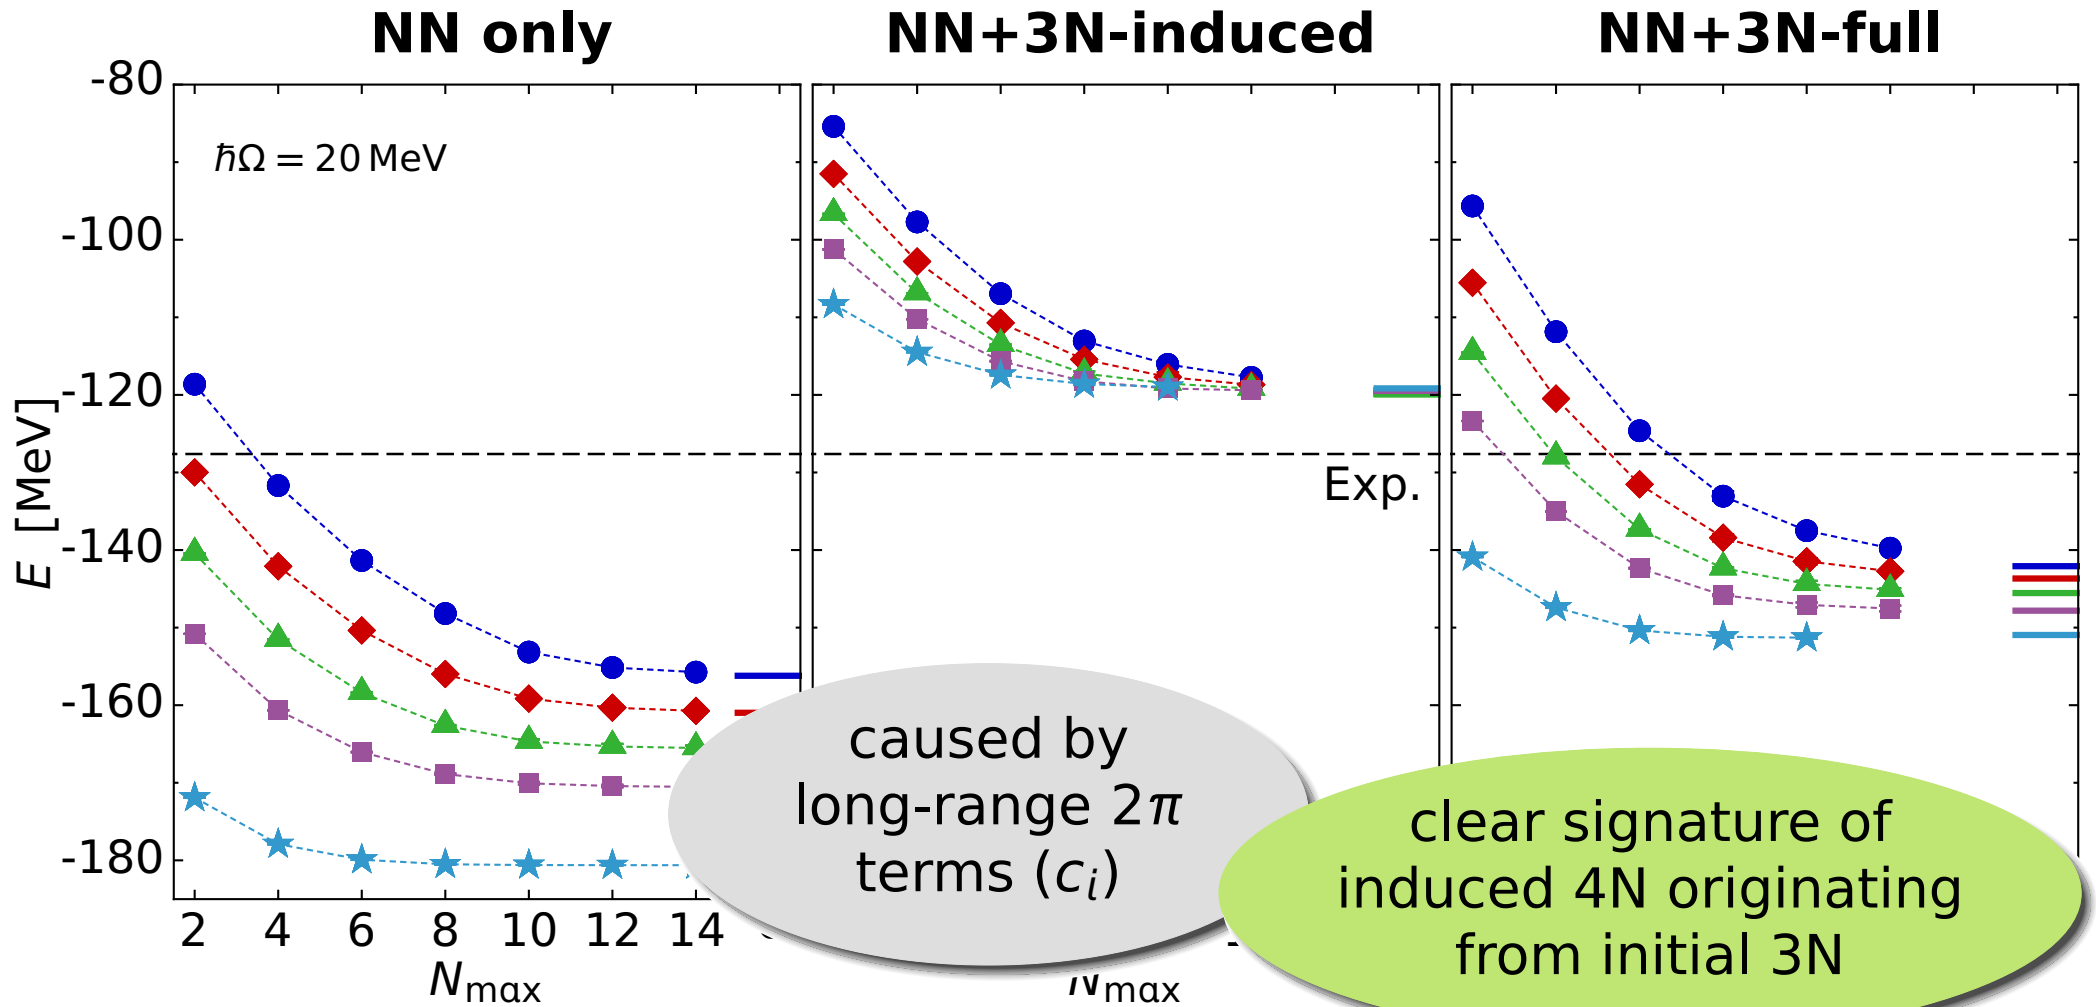 NN only
NN+3N-induced
NN+3N-full
-80
-100
-120
-140
-160
-180
E [MeV]
ℏΩ = 20 MeV
Exp.
2 4 6 8 10 12 14
Nmax
Nmax
caused by
long-range 2π
terms (ci)
clear signature of
induced 4N originating
from initial 3N